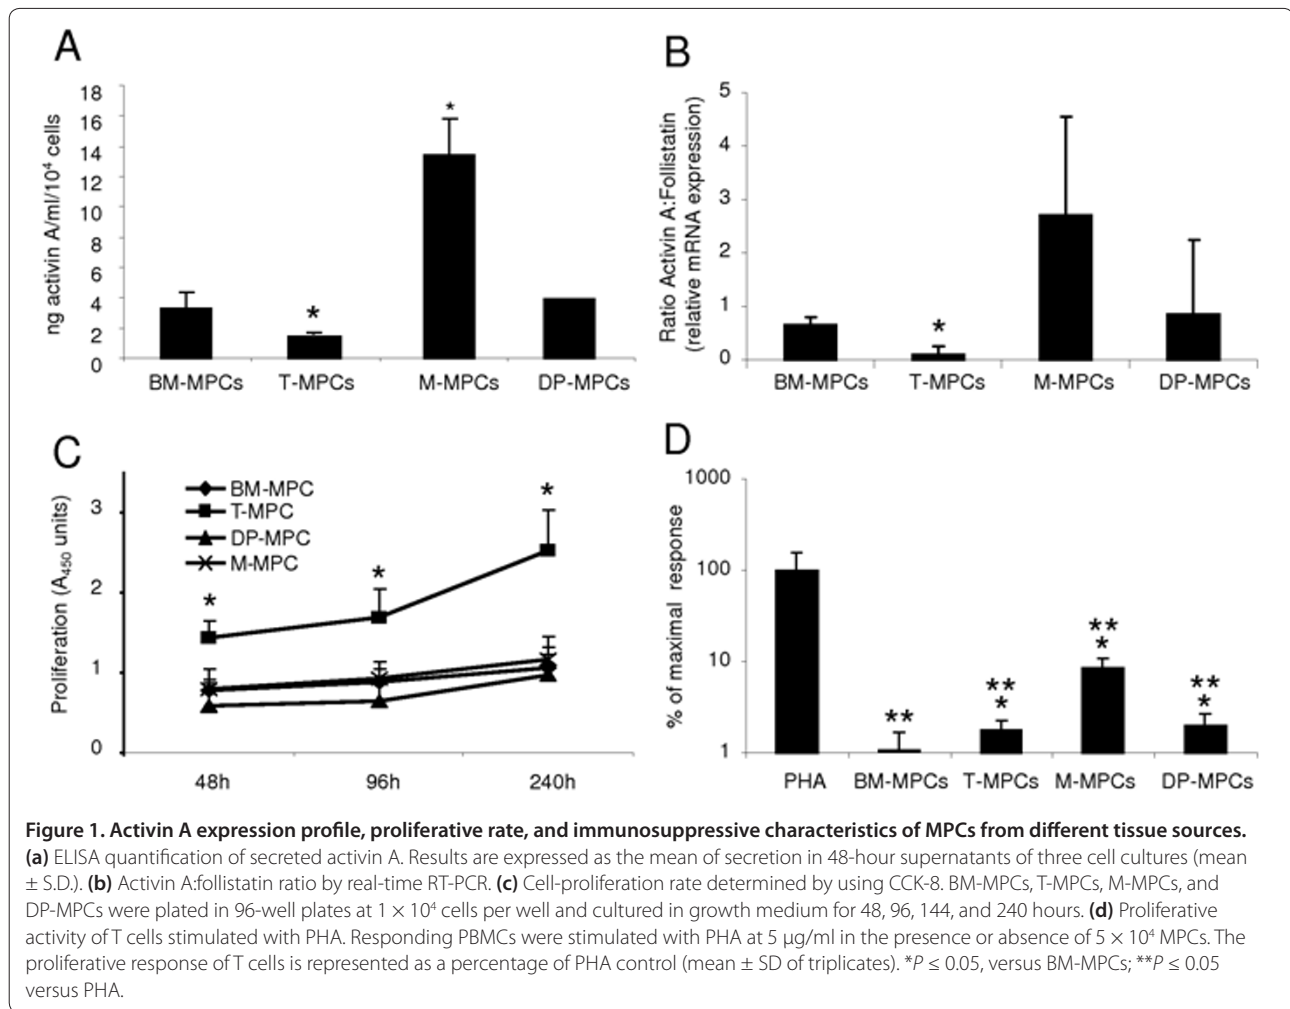 A
ng activin A/ml/10⁴ cells
18
16
14
12
10
8
6
4
2
0
*
*
BM-MPCs T-MPCs M-MPCs DP-MPCs
B
Ratio Activin A:Follistatin
(relative mRNA expression)
5
4
3
2
1
0
*
BM-MPCs T-MPCs M-MPCs DP-MPCs
C
Proliferation (A₄₅₀ units)
3
2
1
0
BM-MPC
T-MPC
DP-MPC
M-MPC
* * *
48h 96h 240h
D
% of maximal response
1000
100
10
1
**
**
*
**
*
**
*
PHA BM-MPCs T-MPCs M-MPCs DP-MPCs
Figure 1. Activin A expression profile, proliferative rate, and immunosuppressive characteristics of MPCs from different tissue sources.
(a) ELISA quantification of secreted activin A. Results are expressed as the mean of secretion in 48-hour supernatants of three cell cultures (mean
± S.D.). (b) Activin A:follistatin ratio by real-time RT-PCR. (c) Cell-proliferation rate determined by using CCK-8. BM-MPCs, T-MPCs, M-MPCs, and
DP-MPCs were plated in 96-well plates at 1 × 10⁴ cells per well and cultured in growth medium for 48, 96, 144, and 240 hours. (d) Proliferative
activity of T cells stimulated with PHA. Responding PBMCs were stimulated with PHA at 5 μg/ml in the presence or absence of 5 × 10⁴ MPCs. The
proliferative response of T cells is represented as a percentage of PHA control (mean ± SD of triplicates). *P ≤ 0.05, versus BM-MPCs; **P ≤ 0.05
versus PHA.